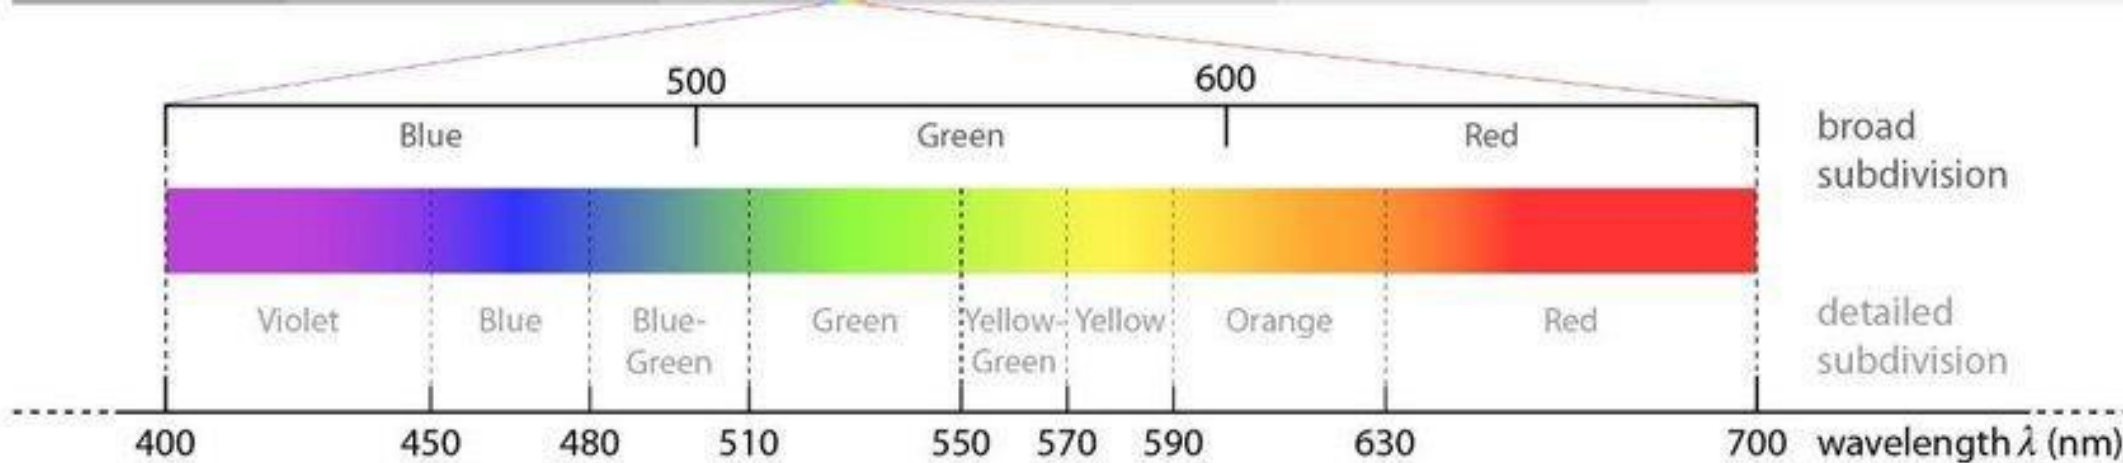 500 600
Blue Green Red broad
subdivision
Violet Blue Blue- Green Yellow- Yellow Orange Red detailed
Green Green subdivision
400 450 480 510 550 570 590 630 700 wavelength λ (nm)